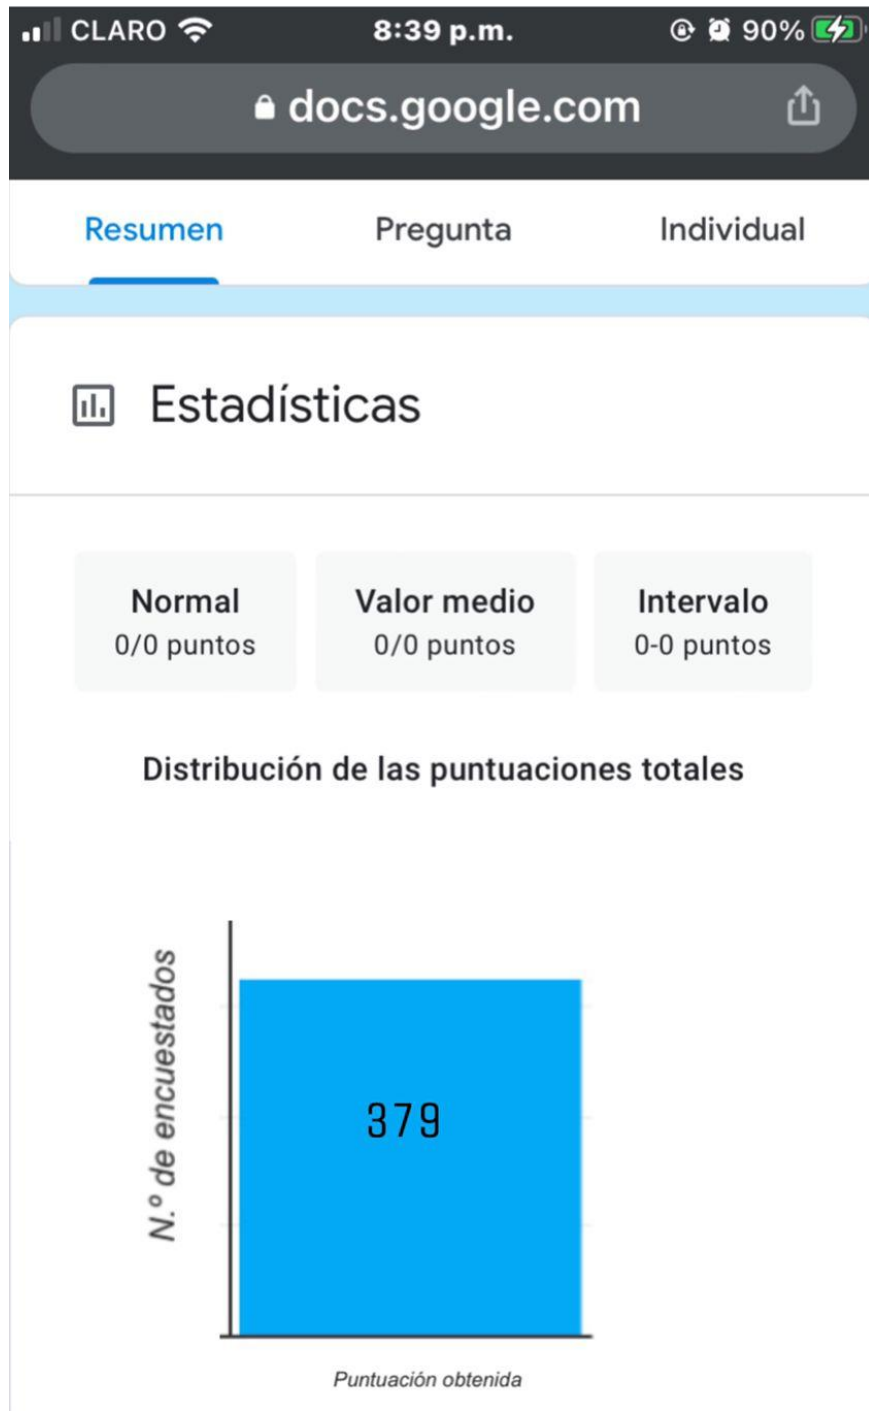 CLARO 8:39 p.m. 90%
docs.google.com
Resumen Pregunta Individual
Estadísticas
Normal Valor medio Intervalo
0/0 puntos 0/0 puntos 0-0 puntos
Distribución de las puntuaciones totales
N.º de encuestados
379
Puntuación obtenida